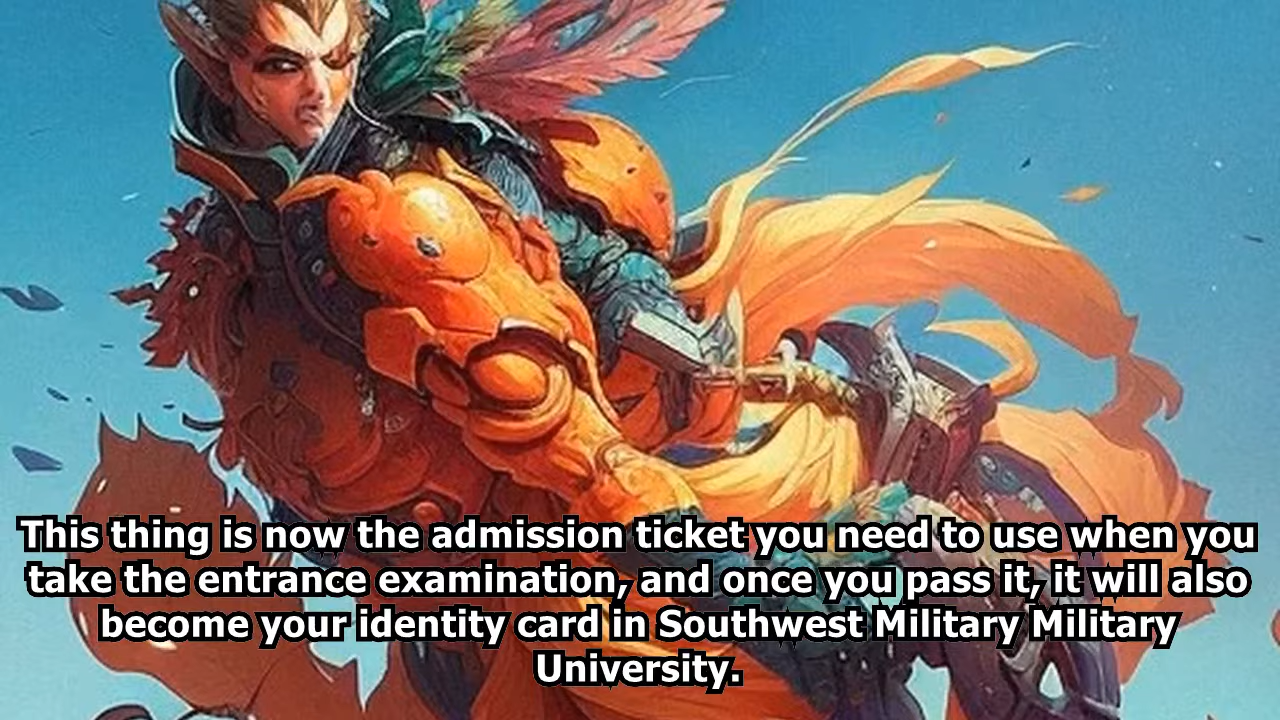 This thing is now the admission ticket you need to use when you
take the entrance examination, and once you pass it, it will also
become your identity card in Southwest Military Military
University.